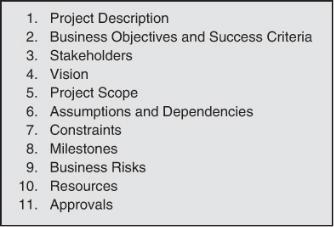 1. Project Description
2. Business Objectives and Success Criteria
3. Stakeholders
4. Vision
5. Project Scope
6. Assumptions and Dependencies
7. Constraints
8. Milestones
9. Business Risks
10. Resources
11. Approvals